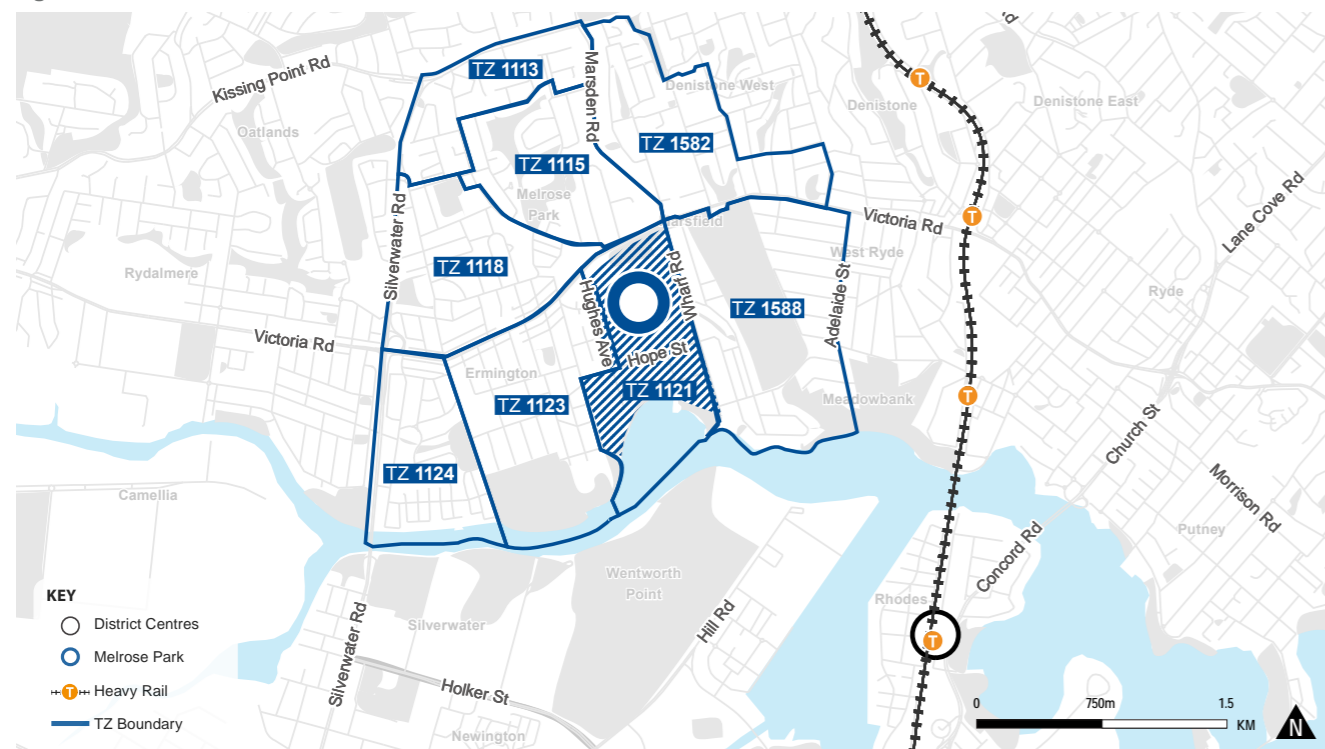 Kissing Point Rd
TZ 1113
Marsden Rd
Denistone West
Denistone
Denistone East
Oatlands
TZ 1582
TZ 1115
Melrose
Park
Lane Cove Rd
Silverwater Rd
Victoria Rd
West Ryde
Rydalmere
TZ 1118
Hughes Ave
Wharf Rd
TZ 1588
Adelaide St
Ryde
Victoria Rd
Hope St
Ermington
TZ 1121
TZ 1123
Meadowbank
Church St
Morrison Rd
TZ 1124
Camellia
Putney
Concord Rd
Wentworth
Point
Rhodes
Hill Rd
Silverwater
Silverwater Rd
Holker St
Newington
T
T
T
T
KEY
District Centres
Melrose Park
T
Heavy Rail
TZ Boundary
0
750m
1.5
KM
N